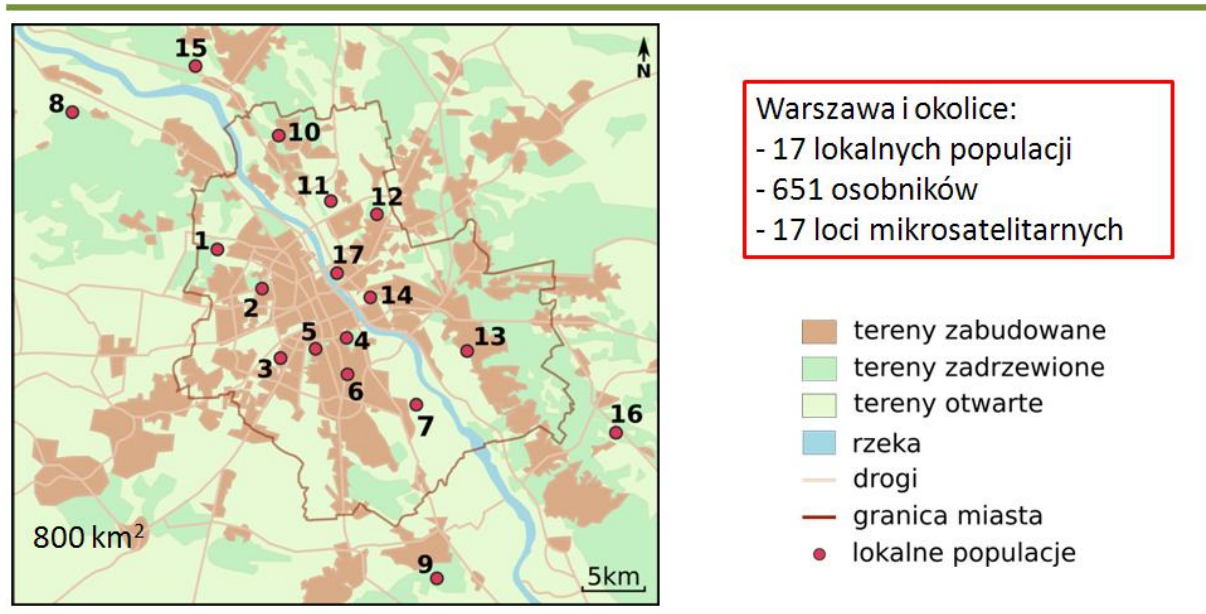 15
N
8
10
11
12
1
17
2
14
5
4
13
3
6
7
16
9
800 km²
5km
Warszawa i okolice:
- 17 lokalnych populacji
- 651 osobników
- 17 loci mikrosatelitarnych
tereny zabudowane
tereny zadrzewione
tereny otwarte
rzeka
drogi
granica miasta
lokalne populacje